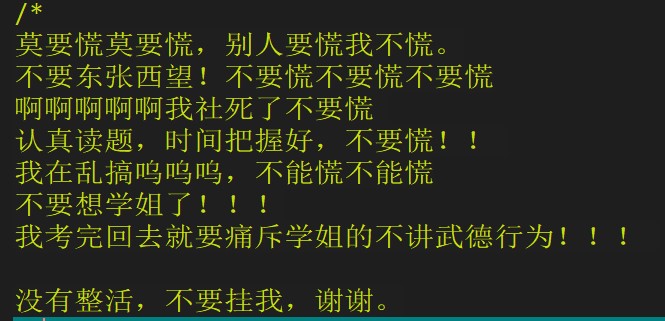 /*
莫要慌莫要慌，别人要慌我不慌。
不要东张西望！不要慌不要慌不要慌
啊啊啊啊啊我社死了不要慌
认真读题，时间把握好，不要慌！！
我在乱搞呜呜呜，不能慌不能慌
不要想学姐了！！！
我考完回去就要痛斥学姐的不讲武德行为！！！
没有整活，不要挂我，谢谢。